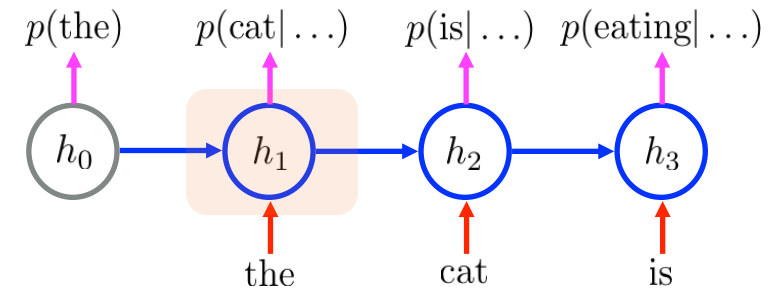 p(the) p(cat| …) p(is| …) p(eating| …)
h₀ h₁ h₂ h₃
the cat is